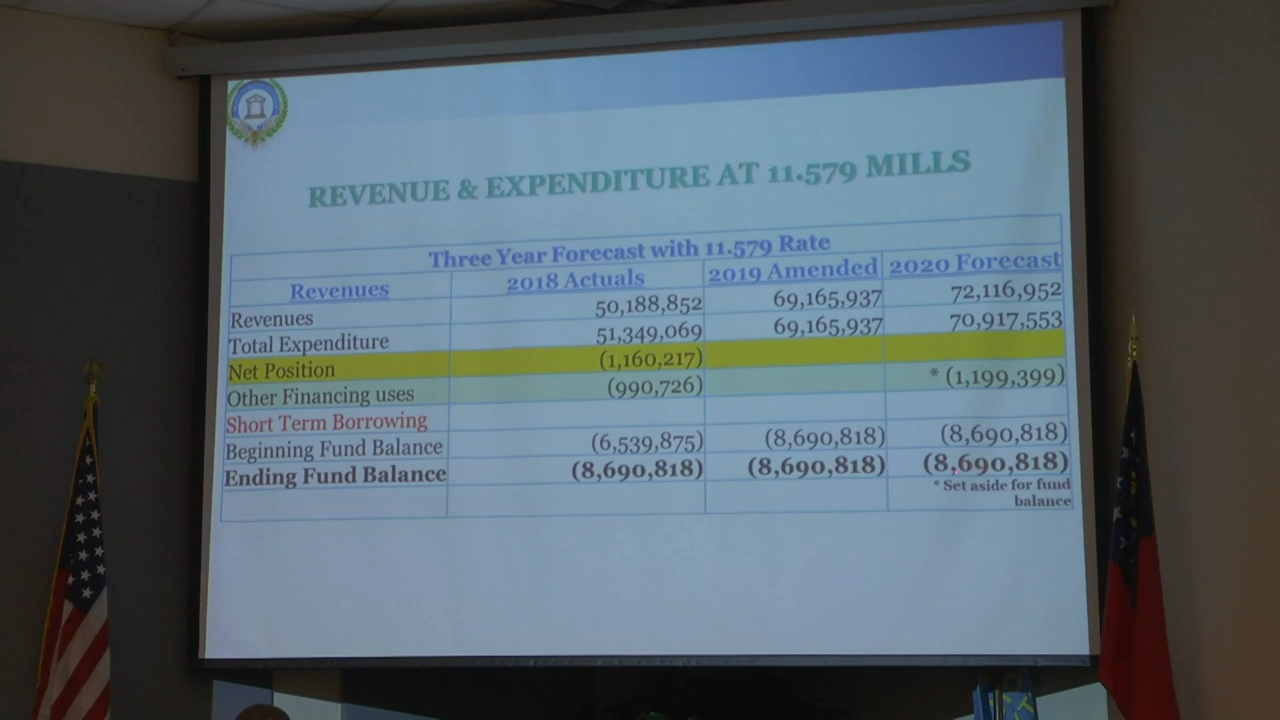 REVENUE & EXPENDITURE AT 11.579 MILLS
Three Year Forecast with 11.579 Rate
Revenues 2018 Actuals 2019 Amended 2020 Forecast
Revenues 50,188,852 69,165,937 72,116,952
Total Expenditure 51,349,069 69,165,937 70,917,553
Net Position (1,160,217)
Other Financing uses (990,726) * (1,199,399)
Short Term Borrowing
Beginning Fund Balance (6,539,875) (8,690,818) (8,690,818)
Ending Fund Balance (8,690,818) (8,690,818) (8,690,818)
* Set aside for fund
balance